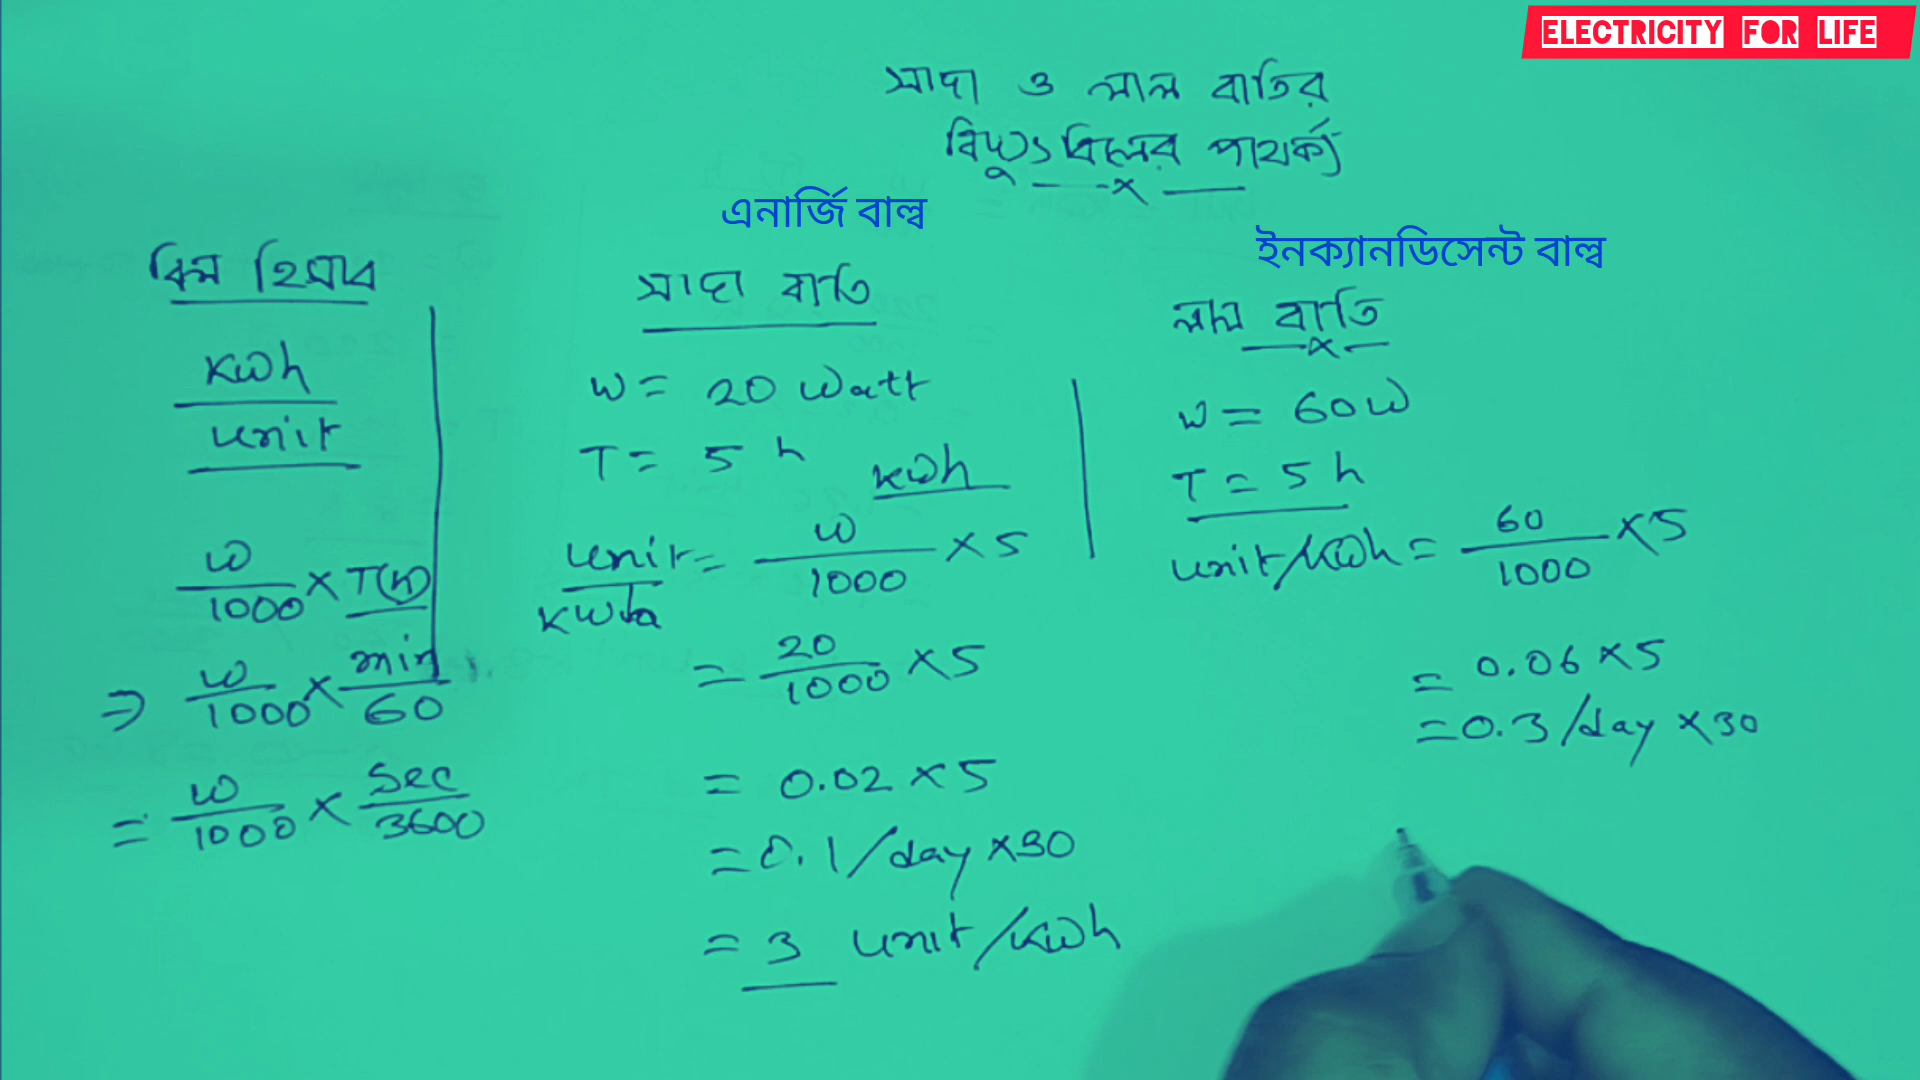 ELECTRICITY FOR LIFE
সাদা ও লাল বাতির
বিদ্যুৎ বিলের পাথর্ক্য
বিল হিসাব
KWh
unit
W/1000 × T(h)
⇒ W/1000 × min/60
= W/1000 × Sec/3600
এনার্জি বাল্ব
সাদা বাতি
W = 20 Watt
T = 5 h
KWh
unit/KWh = W/1000 × 5
= 20/1000 × 5
= 0.02 × 5
= 0.1/day × 30
= 3 unit/KWh
ইনক্যানডিসেন্ট বাল্ব
লাল বাতি
W = 60W
T = 5 h
unit/KWh = 60/1000 × 5
= 0.06 × 5
= 0.3/day × 30